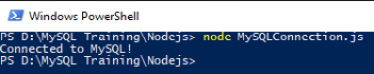 Windows PowerShell
PS D:\MySQL Training\Nodejs> node MySQLConnection.js
Connected to MySQL!
PS D:\MySQL Training\Nodejs>